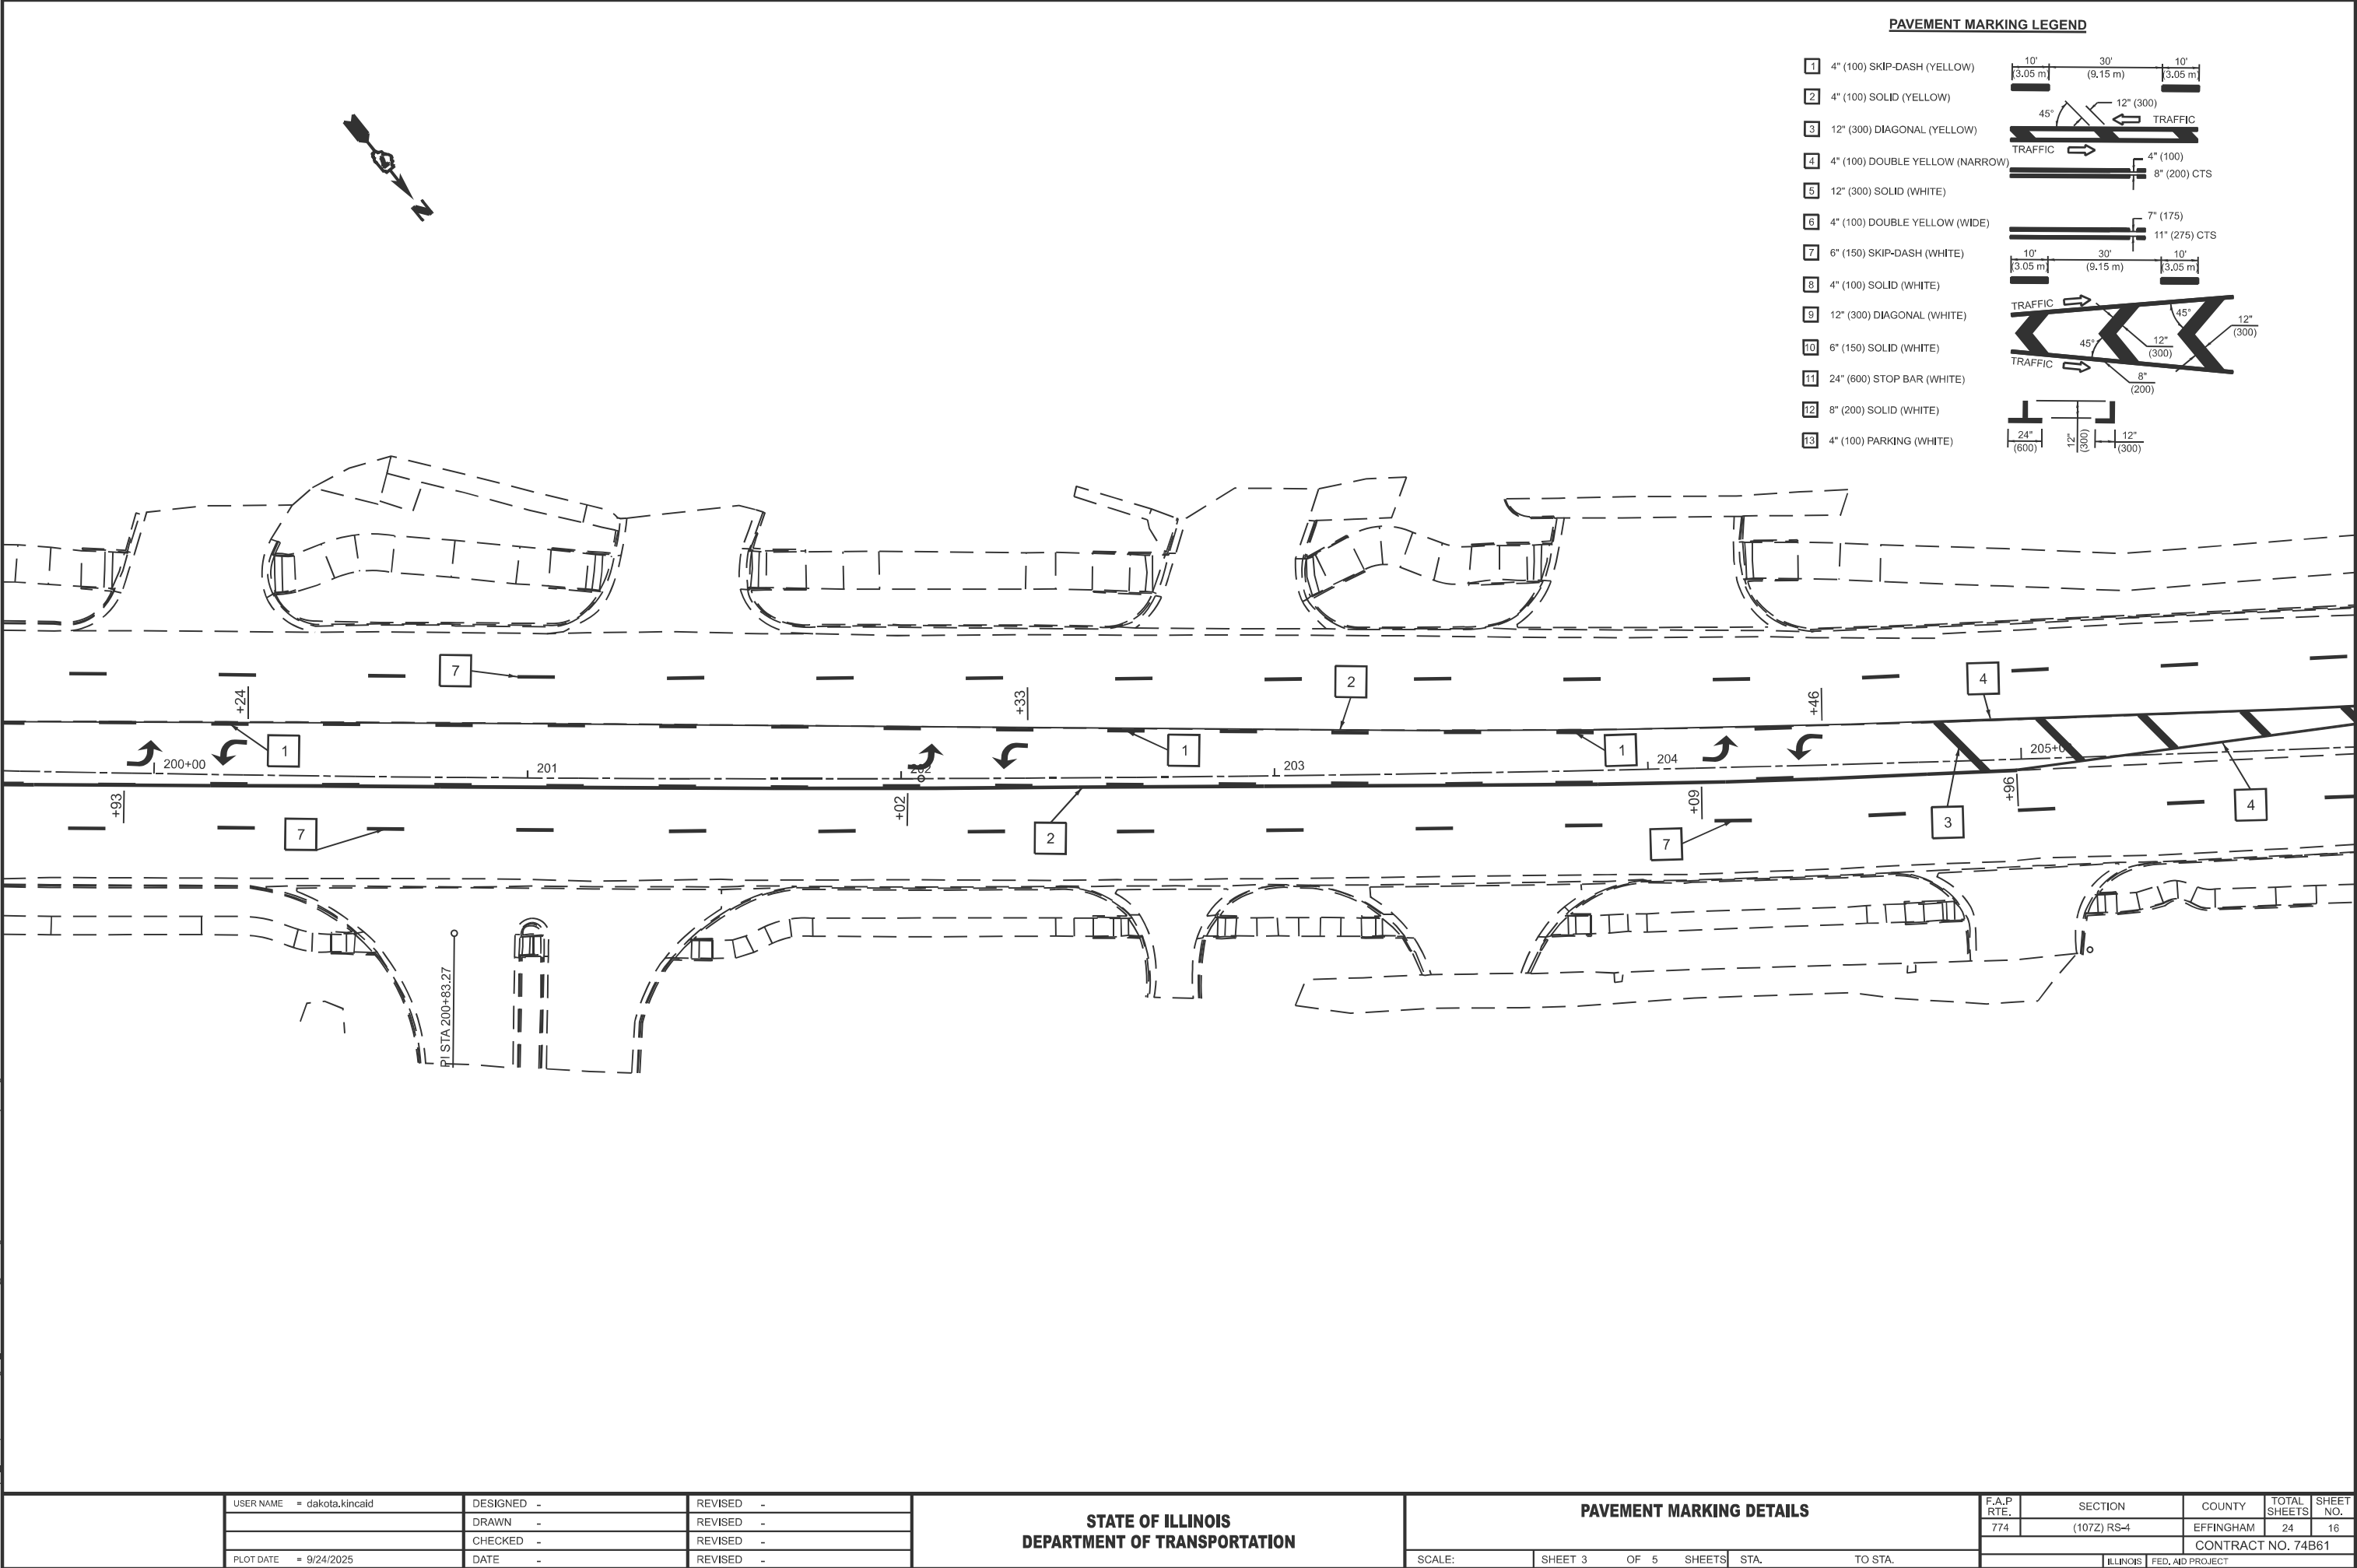 PAVEMENT MARKING LEGEND
1 4" (100) SKIP-DASH (YELLOW)
10' 30' 10'
(3.05 m) (9.15 m) (3.05 m)
2 4" (100) SOLID (YELLOW)
12" (300)
45°
TRAFFIC
3 12" (300) DIAGONAL (YELLOW)
TRAFFIC
4 4" (100) DOUBLE YELLOW (NARROW)
4" (100)
8" (200) CTS
5 12" (300) SOLID (WHITE)
6 4" (100) DOUBLE YELLOW (WIDE)
7" (175)
11" (275) CTS
7 6" (150) SKIP-DASH (WHITE)
10' 30' 10'
(3.05 m) (9.15 m) (3.05 m)
8 4" (100) SOLID (WHITE)
9 12" (300) DIAGONAL (WHITE)
TRAFFIC
45°
12"
(300)
10 6" (150) SOLID (WHITE)
45°
12"
(300)
TRAFFIC
11 24" (600) STOP BAR (WHITE)
8"
(200)
12 8" (200) SOLID (WHITE)
13 4" (100) PARKING (WHITE)
24"
(600)
12"
(300)
12"
(300)
N
7
2
4
+24
+33
+46
1
1
1
200+00
201
202
203
204
205+0
+93
+02
+09
+96
7
2
7
3
4
PI STA 200+83.27
USER NAME = dakota.kincaid
PLOT DATE = 9/24/2025
DESIGNED -
DRAWN -
CHECKED -
DATE -
REVISED -
REVISED -
REVISED -
REVISED -
STATE OF ILLINOIS
DEPARTMENT OF TRANSPORTATION
PAVEMENT MARKING DETAILS
SCALE: SHEET 3 OF 5 SHEETS STA. TO STA.
F.A.P RTE. SECTION COUNTY TOTAL SHEETS SHEET NO.
774 (107Z) RS-4 EFFINGHAM 24 16
CONTRACT NO. 74B61
ILLINOIS FED. AID PROJECT